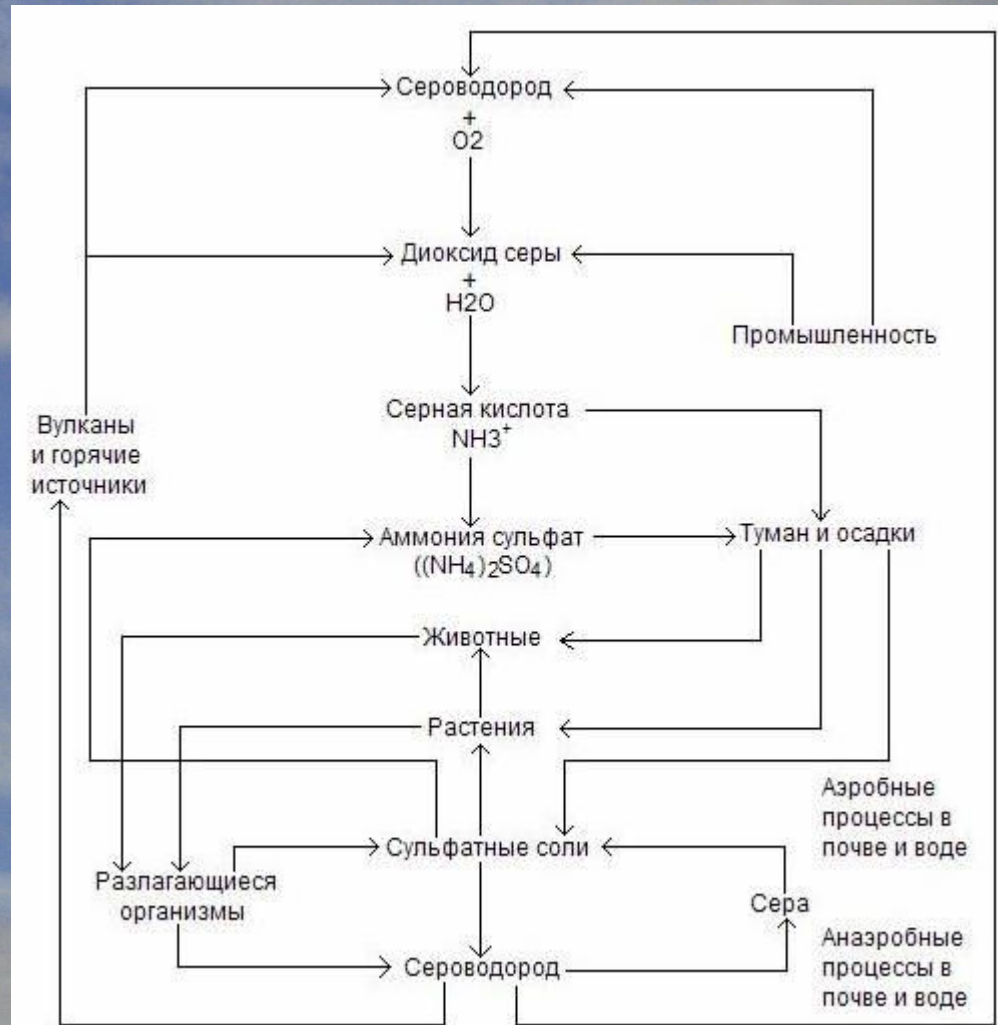 Сероводород
+
O2
Диоксид серы
+
H2O
Промышленность
Серная кислота
NH3⁺
Вулканы
и горячие
источники
Аммония сульфат
((NH₄)₂SO₄)
Туман и осадки
Животные
Растения
Аэробные
процессы в
почве и воде
Сульфатные соли
Разлагающиеся
организмы
Сера
Анаэробные
процессы в
почве и воде
Сероводород